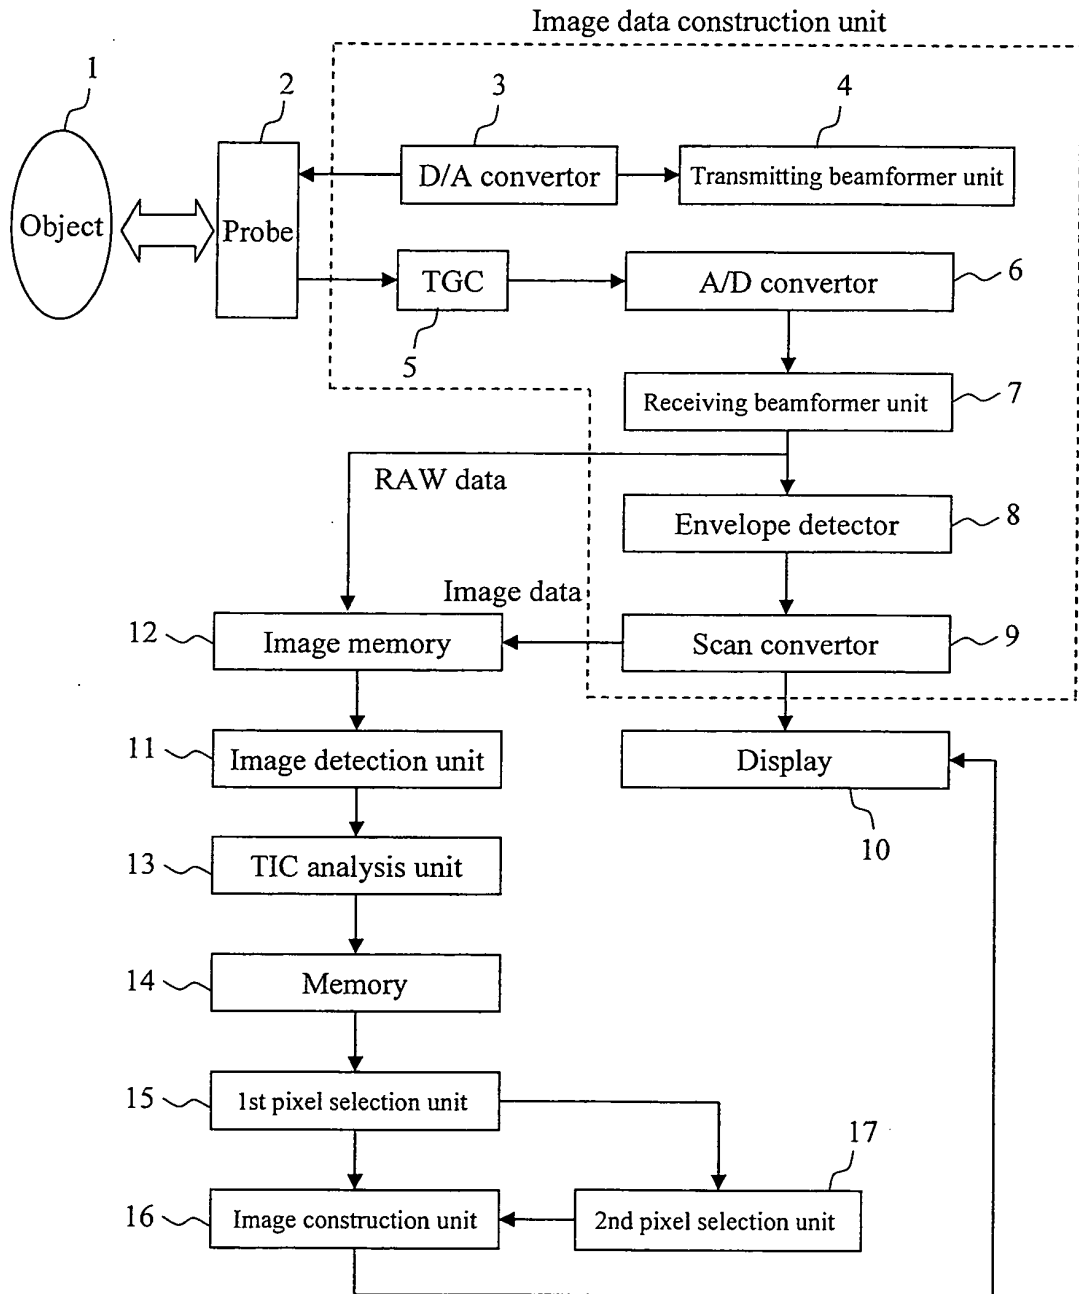 Image data construction unit
1
2
3
4
Object
Probe
D/A convertor
Transmitting beamformer unit
TGC
5
A/D convertor
6
Receiving beamformer unit
7
RAW data
Envelope detector
8
Image data
12
Image memory
Scan convertor
9
11
Image detection unit
Display
10
13
TIC analysis unit
14
Memory
15
1st pixel selection unit
17
16
Image construction unit
2nd pixel selection unit